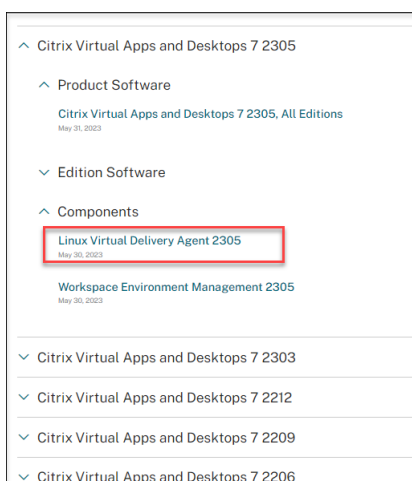 Citrix Virtual Apps and Desktops 7 2305
Product Software
Citrix Virtual Apps and Desktops 7 2305, All Editions
May 31, 2023
Edition Software
Components
Linux Virtual Delivery Agent 2305
May 30, 2023
Workspace Environment Management 2305
May 30, 2023
Citrix Virtual Apps and Desktops 7 2303
Citrix Virtual Apps and Desktops 7 2212
Citrix Virtual Apps and Desktops 7 2209
Citrix Virtual Apps and Desktops 7 2206